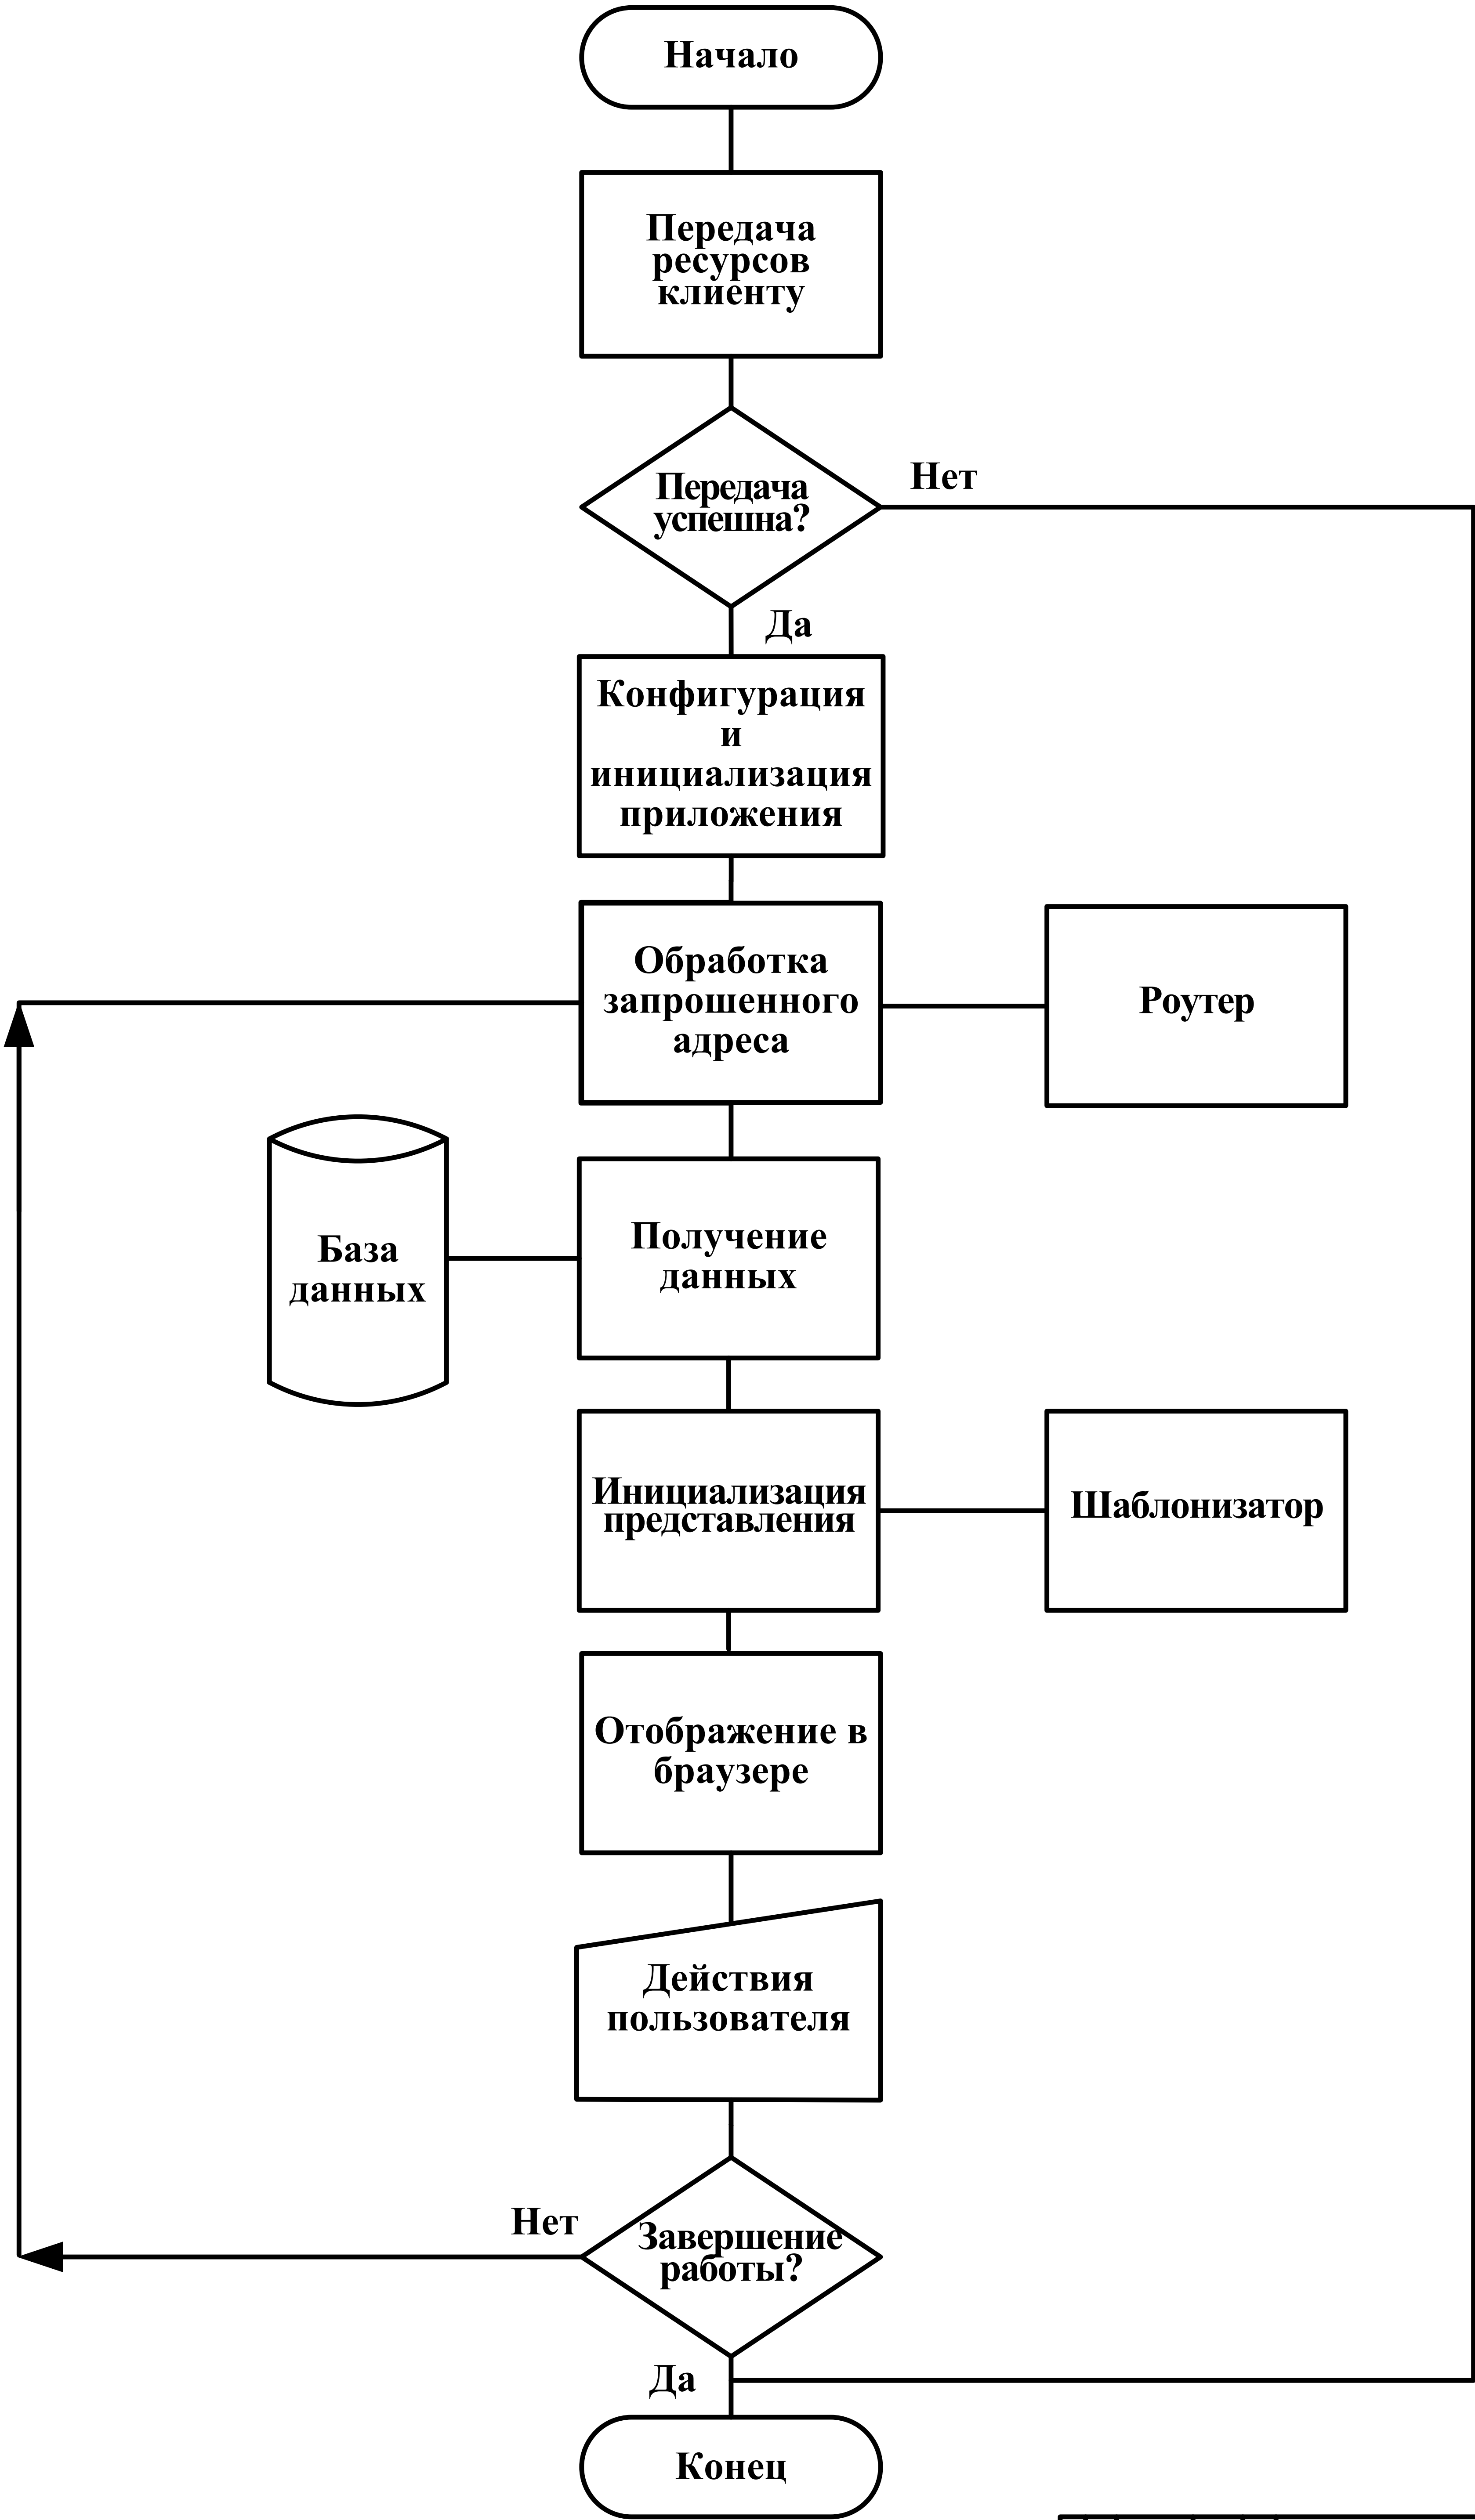 Начало
Передача
ресурсов
клиенту
Передача
успешна?
Нет
Да
Конфигурация
и
инициализация
приложения
Обработка
запрошенного
адреса
Роутер
База
данных
Получение
данных
Инициализация
представления
Шаблонизатор
Отображение в
браузере
Действия
пользователя
Нет
Завершение
работы?
Да
Конец